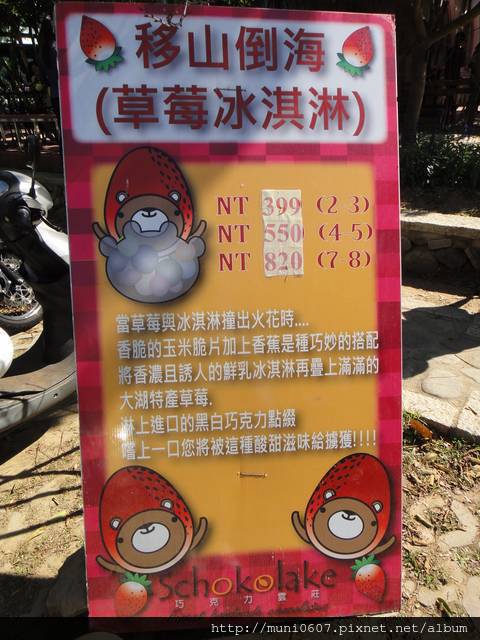 移山倒海
(草莓冰淇淋)
NT 399 (2-3)
NT 550 (4-5)
NT 820 (7-8)
當草莓與冰淇淋撞出火花時....
香脆的玉米脆片加上香蕉是種巧妙的搭配
將香濃且誘人的鮮乳冰淇淋再疊上滿滿的
大湖特產草莓.
淋上進口的黑白巧克力點綴
嚐上一口您將被這種酸甜滋味給擄獲!!!!
Schokolake
巧克力雲莊
http://muni0607.pixnet.net/album